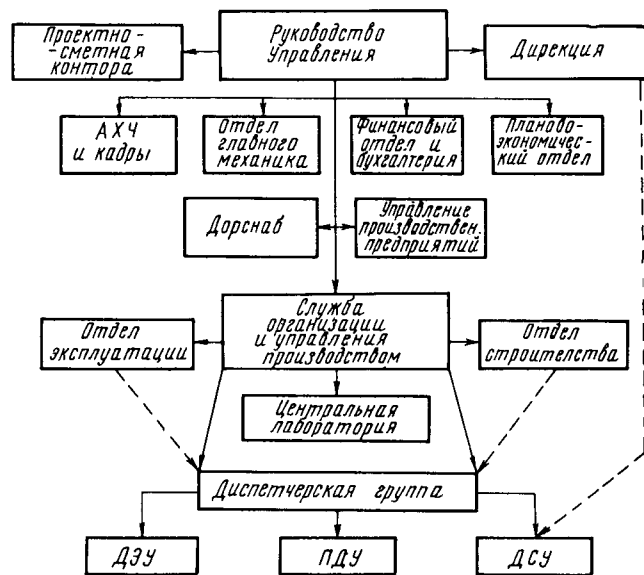 Проектно-
-сметная
контора
Руководство
Управления
Дирекция
АХЧ
и кадры
Отдел
главного
механика
Финансовый
отдел и
бухгалтерия
Планово-
экономичес-
кий отдел
Дорснаб
Управление
производствен.
предприятий
Служба
организации
и управления
производством
Отдел
эксплуатации
Отдел
строителства
Центральная
лаборатория
Диспетчерская группа
ДЭУ
ПДУ
ДСУ